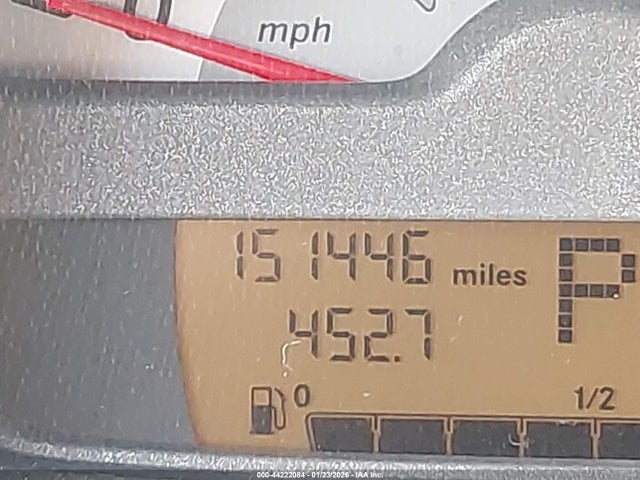 mph
151446 miles P
452.7
0 1/2
000-44222084 - 01/23/2026 - IAA Inc.